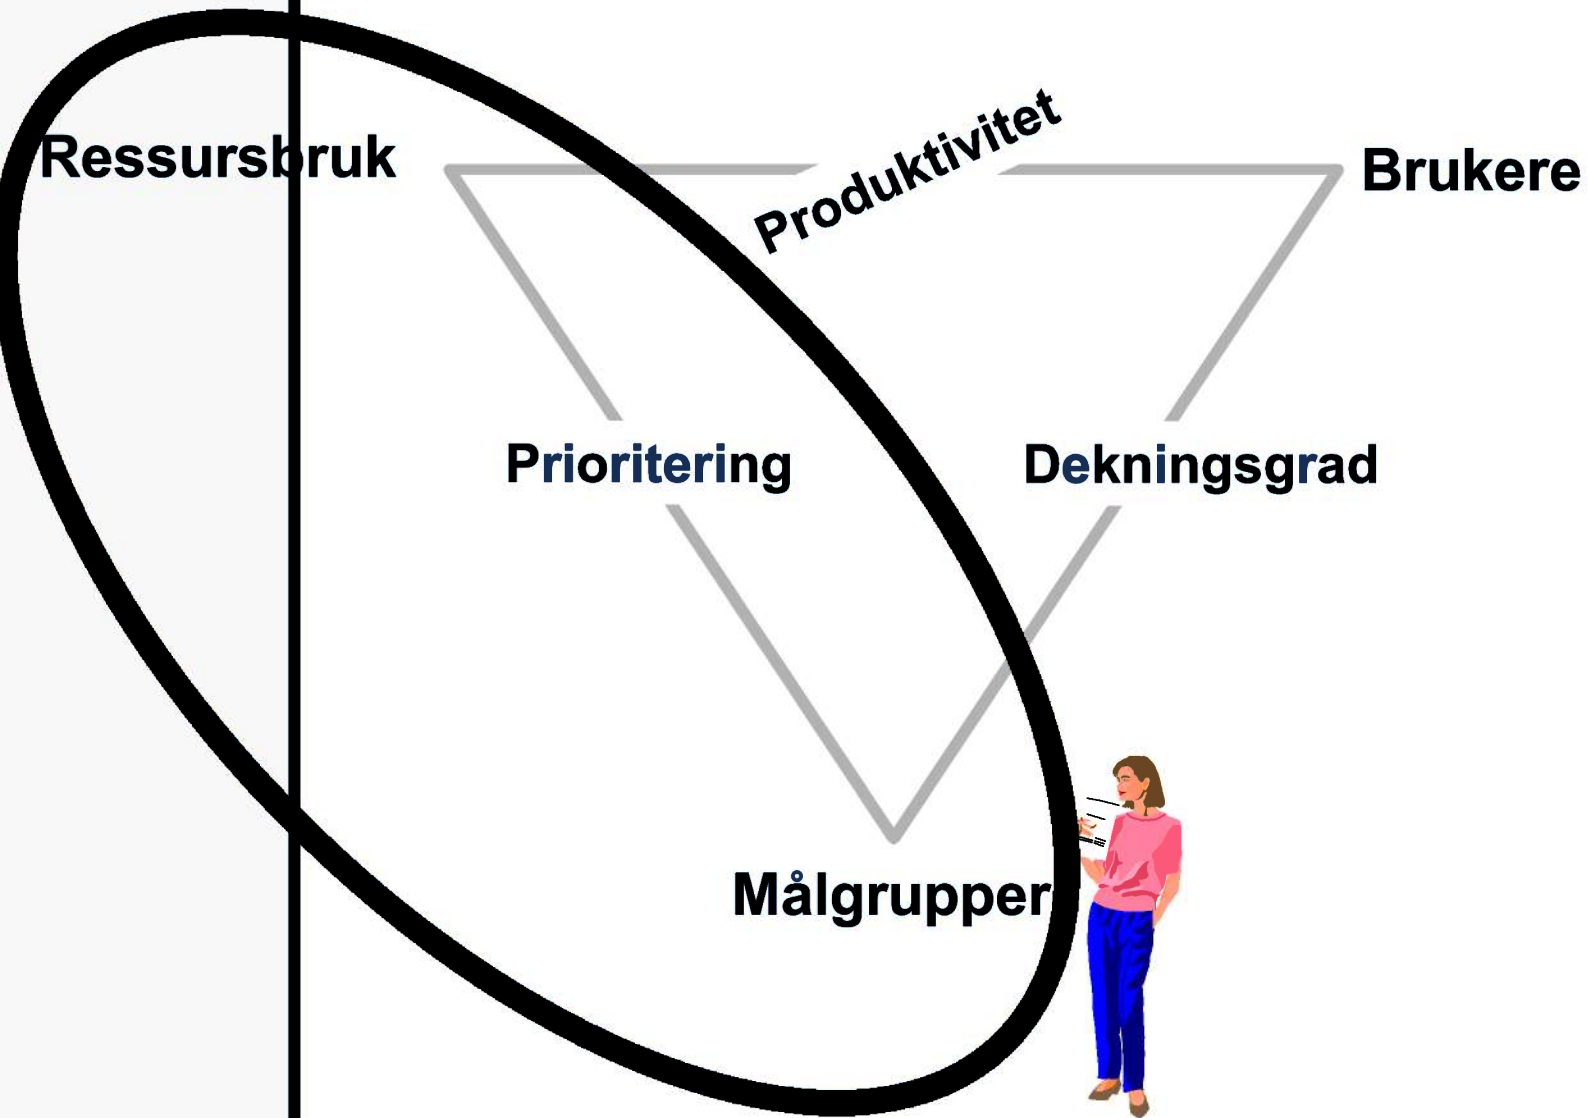 Produktivitet
Ressursbruk
Brukere
Prioritering
Dekningsgrad
Målgrupper